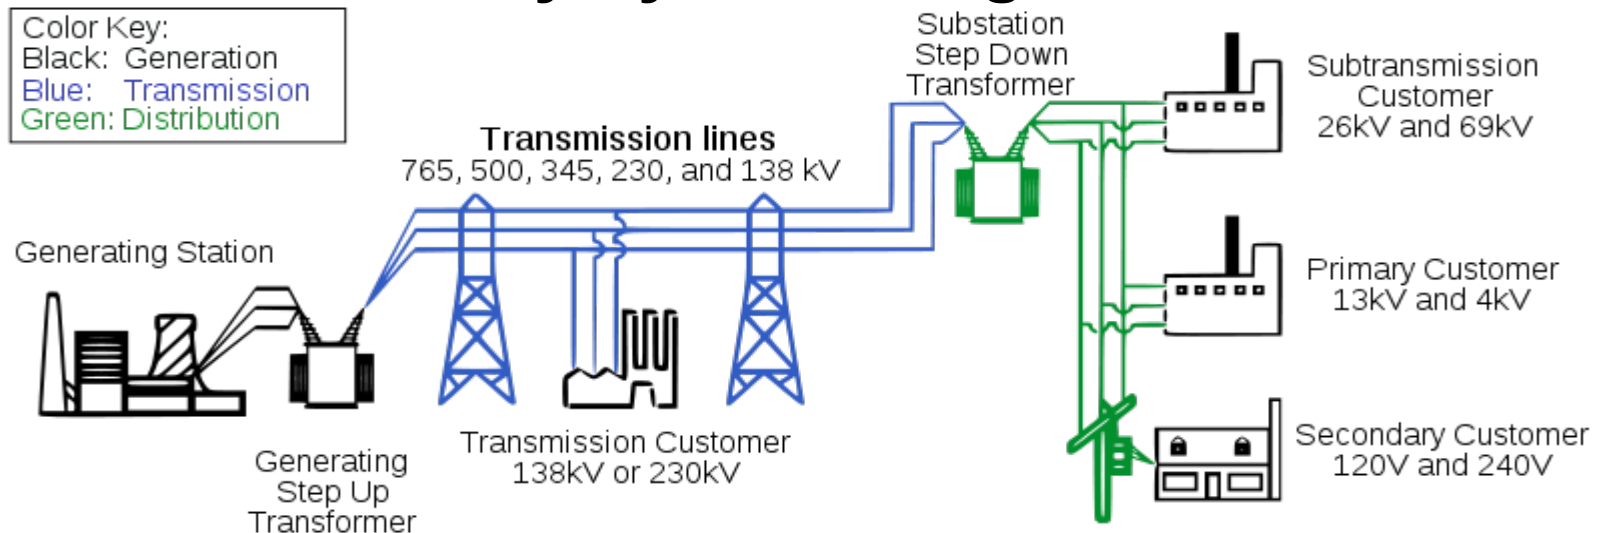 Color Key:
Black: Generation
Blue: Transmission
Green: Distribution
Substation
Step Down
Transformer
Subtransmission
Customer
26kV and 69kV
Transmission lines
765, 500, 345, 230, and 138 kV
Generating Station
Primary Customer
13kV and 4kV
Transmission Customer
138kV or 230kV
Secondary Customer
120V and 240V
Generating
Step Up
Transformer